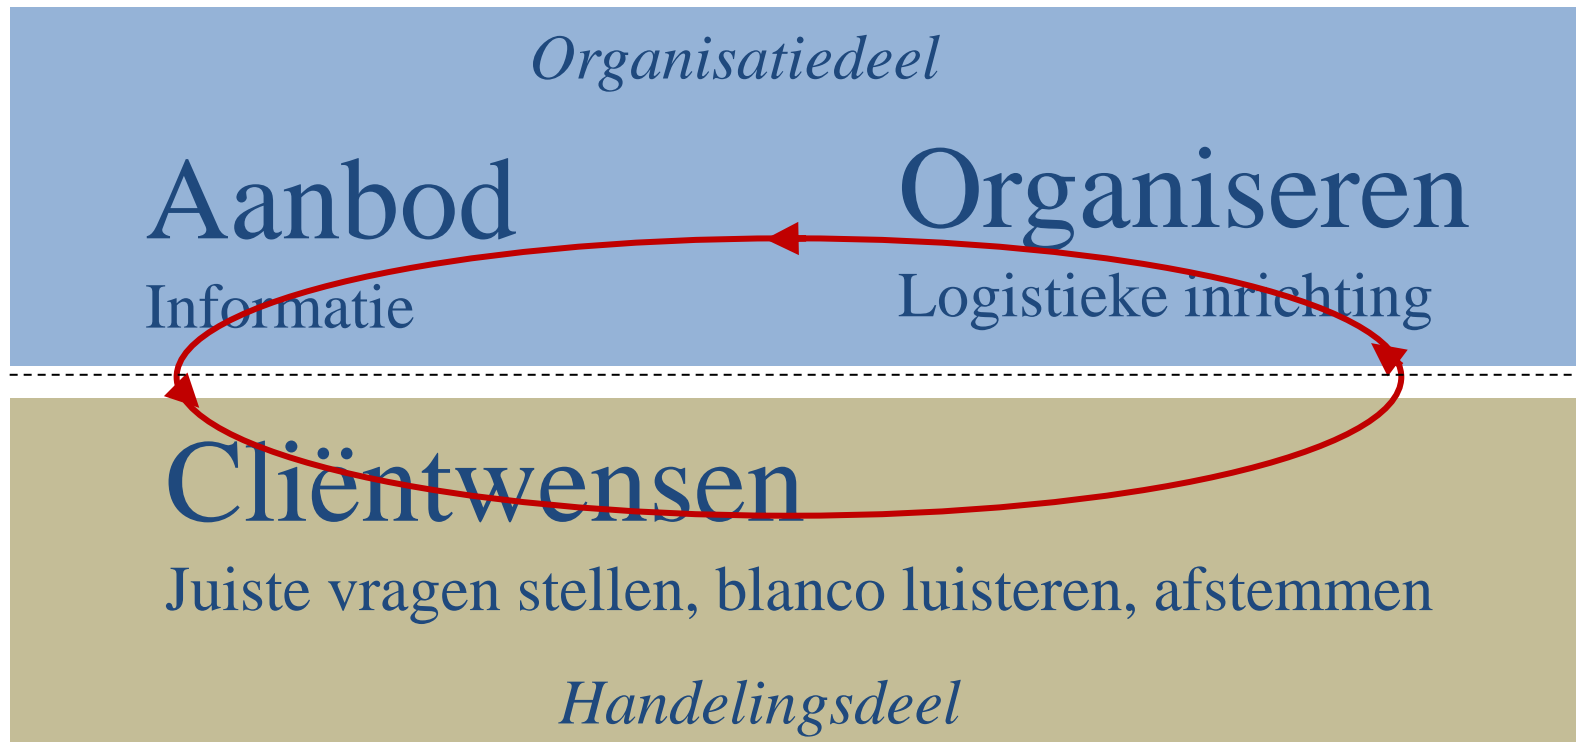 Organisatiedeel
Aanbod
Informatie
Organiseren
Logistieke inrichting
Cliëntwensen
Juiste vragen stellen, blanco luisteren, afstemmen
Handelingsdeel